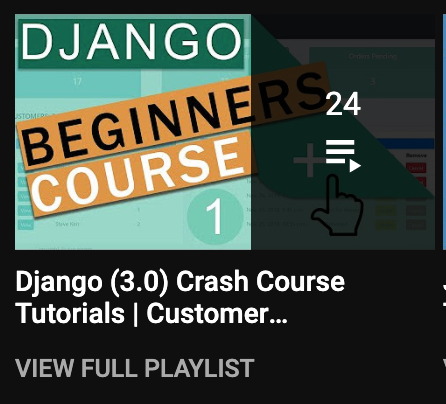 DJANGO
BEGINNERS
COURSE
1
24
Django (3.0) Crash Course
Tutorials | Customer...
VIEW FULL PLAYLIST